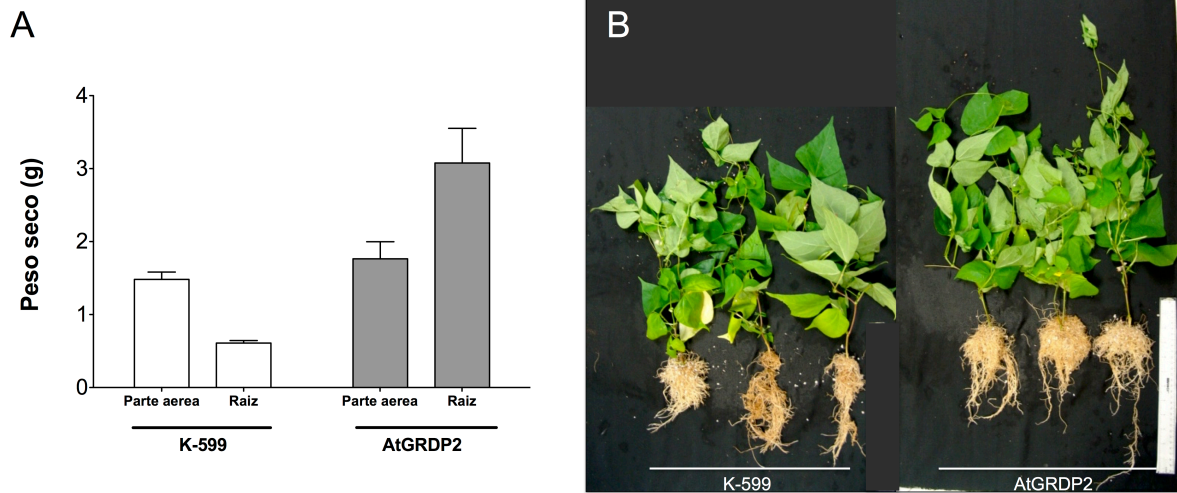 A
B
4
3
2
1
0
Peso seco (g)
Parte aerea
Raiz
Parte aerea
Raiz
K-599
AtGRDP2
K-599
AtGRDP2